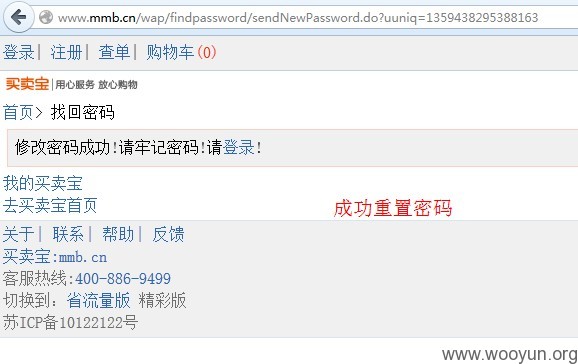 www.mmb.cn/wap/findpassword/sendNewPassword.do?uuniq=1359438295388163
登录| 注册| 查单| 购物车(0)
买卖宝|用心服务 放心购物
首页> 找回密码
修改密码成功!请牢记密码!请登录!
我的买卖宝
去买卖宝首页
成功重置密码
关于| 联系| 帮助| 反馈
买卖宝:mmb.cn
客服热线:400-886-9499
切换到: 省流量版 精彩版
苏ICP备10122122号
www.wooyun.org